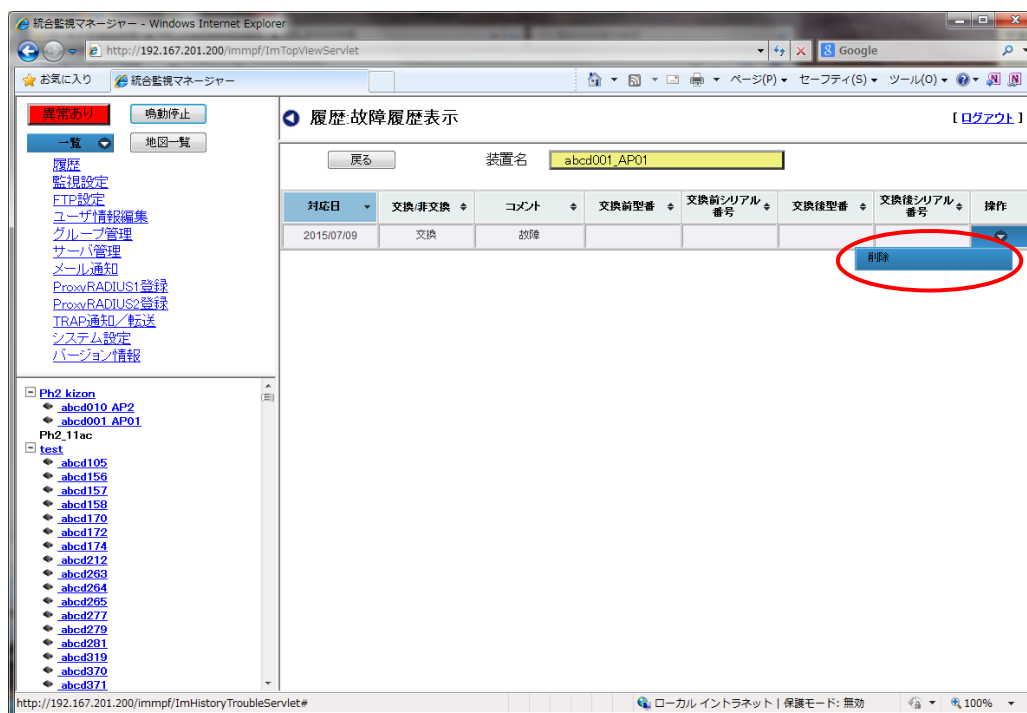 統合監視マネージャー - Windows Internet Explorer
http://192.167.201.200/immpf/ImTopViewServlet
Google
お気に入り
統合監視マネージャー
ページ(P)
セーフティ(S)
ツール(O)
異常あり
鳴動停止
一覧
地図一覧
履歴
監視設定
FTP設定
ユーザ情報編集
グループ管理
サーバ管理
メール通知
ProxyRADIUS1登録
ProxyRADIUS2登録
TRAP通知／転送
システム設定
バージョン情報
Ph2 kizon
abcd010 AP2
abcd001 AP01
Ph2_11ac
test
abcd105
abcd156
abcd157
abcd158
abcd170
abcd172
abcd174
abcd212
abcd263
abcd264
abcd265
abcd277
abcd279
abcd281
abcd319
abcd370
abcd371
履歴:故障履歴表示
[ ログアウト ]
戻る
装置名
abcd001_AP01
対応日
交換/非交換
コメント
交換前型番
交換前シリアル
番号
交換後型番
交換後シリアル
番号
操作
2015/07/09
交換
故障
削除
http://192.167.201.200/immpf/ImHistoryTroubleServlet#
ローカル イントラネット | 保護モード: 無効
100%